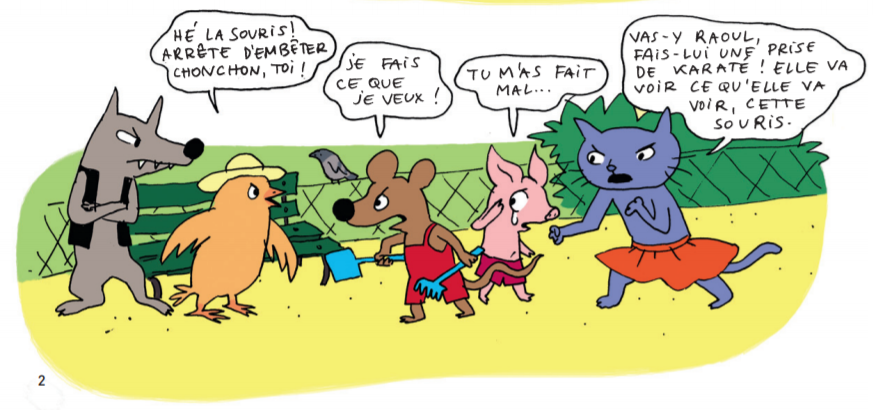 HÉ LA SOURIS!
ARRÊTE D'EMBÊTER
CHONCHON, TOI!
JE FAIS
CE QUE
JE VEUX!
TU M'AS FAIT
MAL...
VAS-Y RAOUL,
FAIS-LUI UNE PRISE
DE KARATÉ! ELLE VA
VOIR CE QU'ELLE VA
VOIR, CETTE
SOURIS.
2